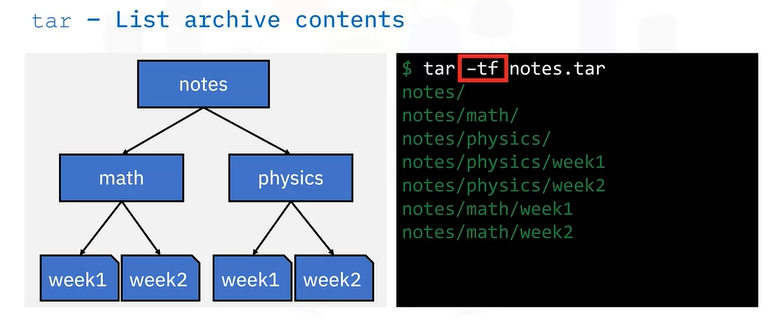 tar – List archive contents
notes
math
physics
week1
week2
week1
week2
$ tar –tf notes.tar
notes/
notes/math/
notes/physics/
notes/physics/week1
notes/physics/week2
notes/math/week1
notes/math/week2